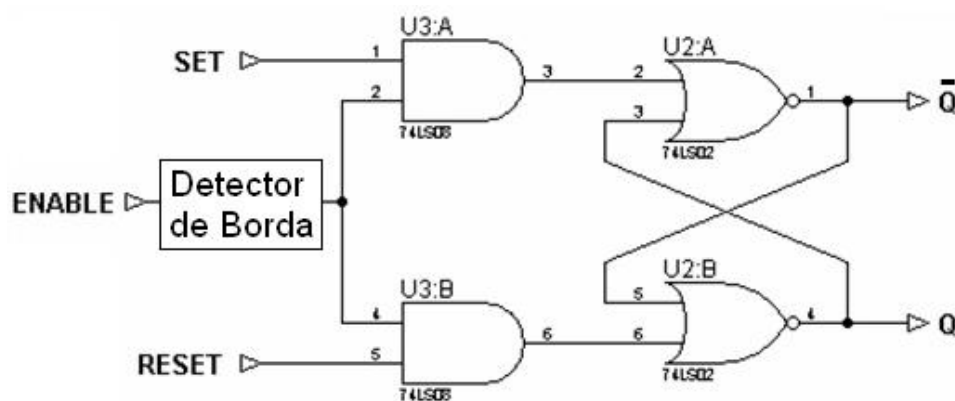 U3:A
U2:A
SET
1
2
3
74LS08
2
3
1
74LS02
Q
ENABLE
Detector
de Borda
U3:B
U2:B
4
5
6
74LS08
5
6
4
74LS02
Q
RESET